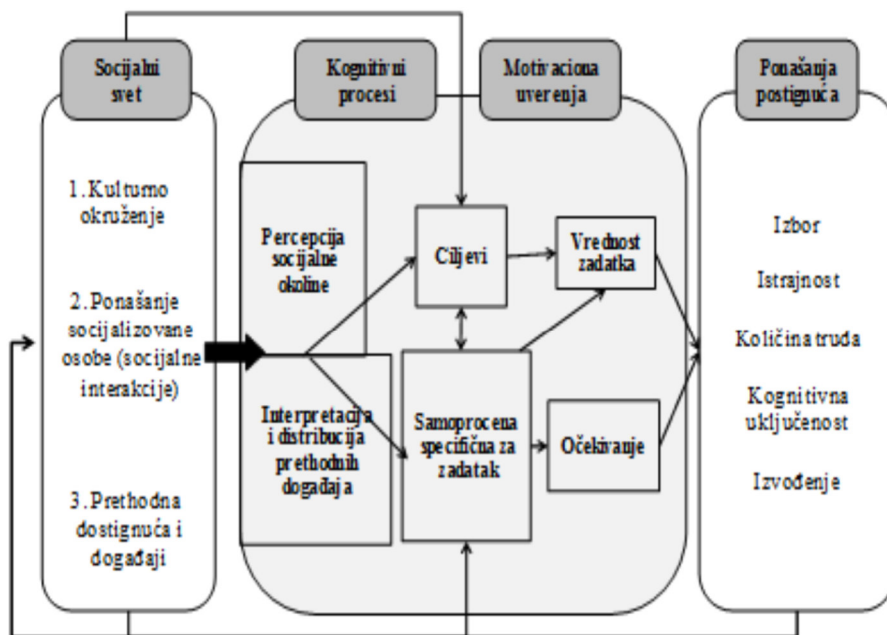 Socijalni
svet
Kognitivni
procesi
Motivaciona
uverenja
Ponašanja
postignuća
1. Kulturno
okruženje
2. Ponašanje
socijalizovane
osobe (socijalne
interakcije)
3. Prethodna
dostignuća i
događaji
Percepcija
socijalne
okoline
Interpretacija
i distribucija
prethodnih
događaja
Ciljevi
Samoprocena
specifična za
zadatak
Vrednost
zadatka
Očekivanje
Izbor
Istrajnost
Količina truda
Kognitivna
uključenost
Izvođenje